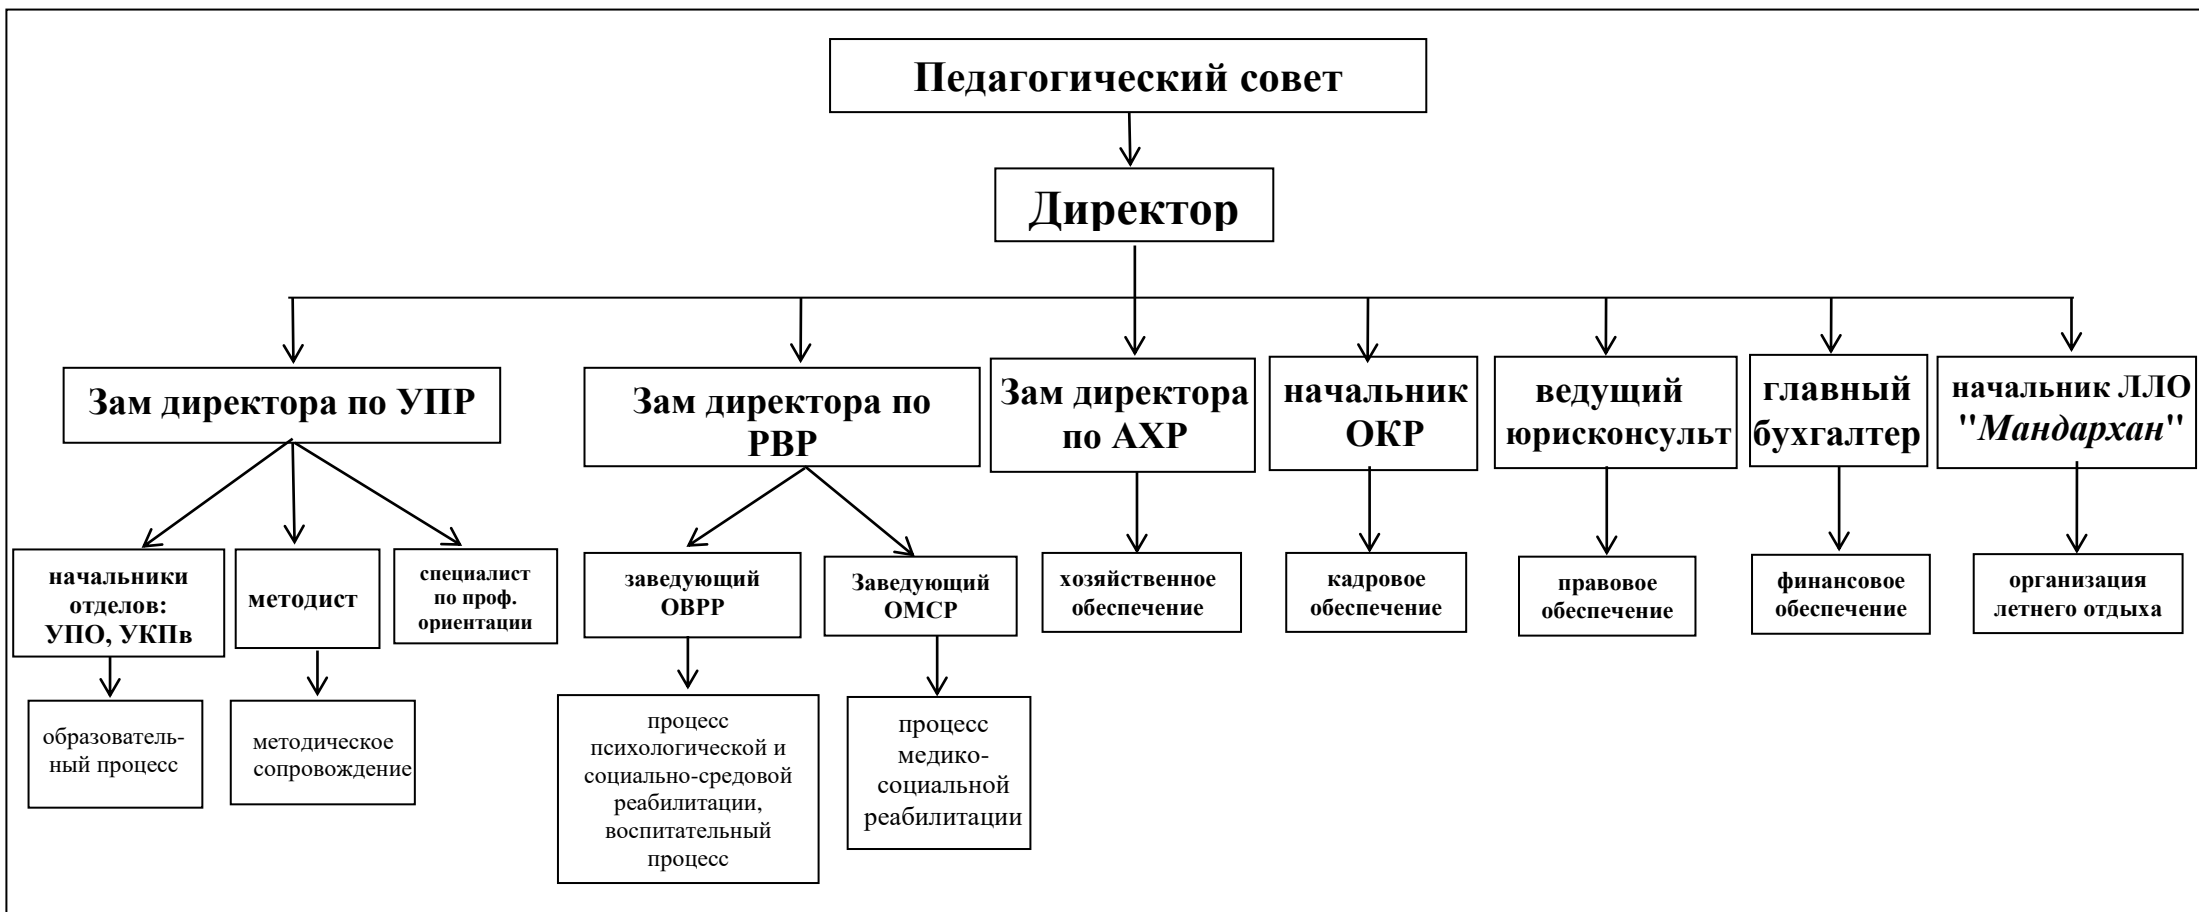 Педагогический совет
Директор
Зам директора по УПР
Зам директора по
РВР
Зам директора
по АХР
начальник
ОКР
ведущий
юрисконсульт
главный
бухгалтер
начальник ЛЛО
"Мандархан"
начальники
отделов:
УПО, УКПв
методист
специалист
по проф.
ориентации
заведующий
ОВРР
Заведующий
ОМСР
хозяйственное
обеспечение
кадровое
обеспечение
правовое
обеспечение
финансовое
обеспечение
организация
летнего отдыха
образователь-
ный процесс
методическое
сопровождение
процесс
психологической и
социально-средовой
реабилитации,
воспитательный
процесс
процесс
медико-
социальной
реабилитации